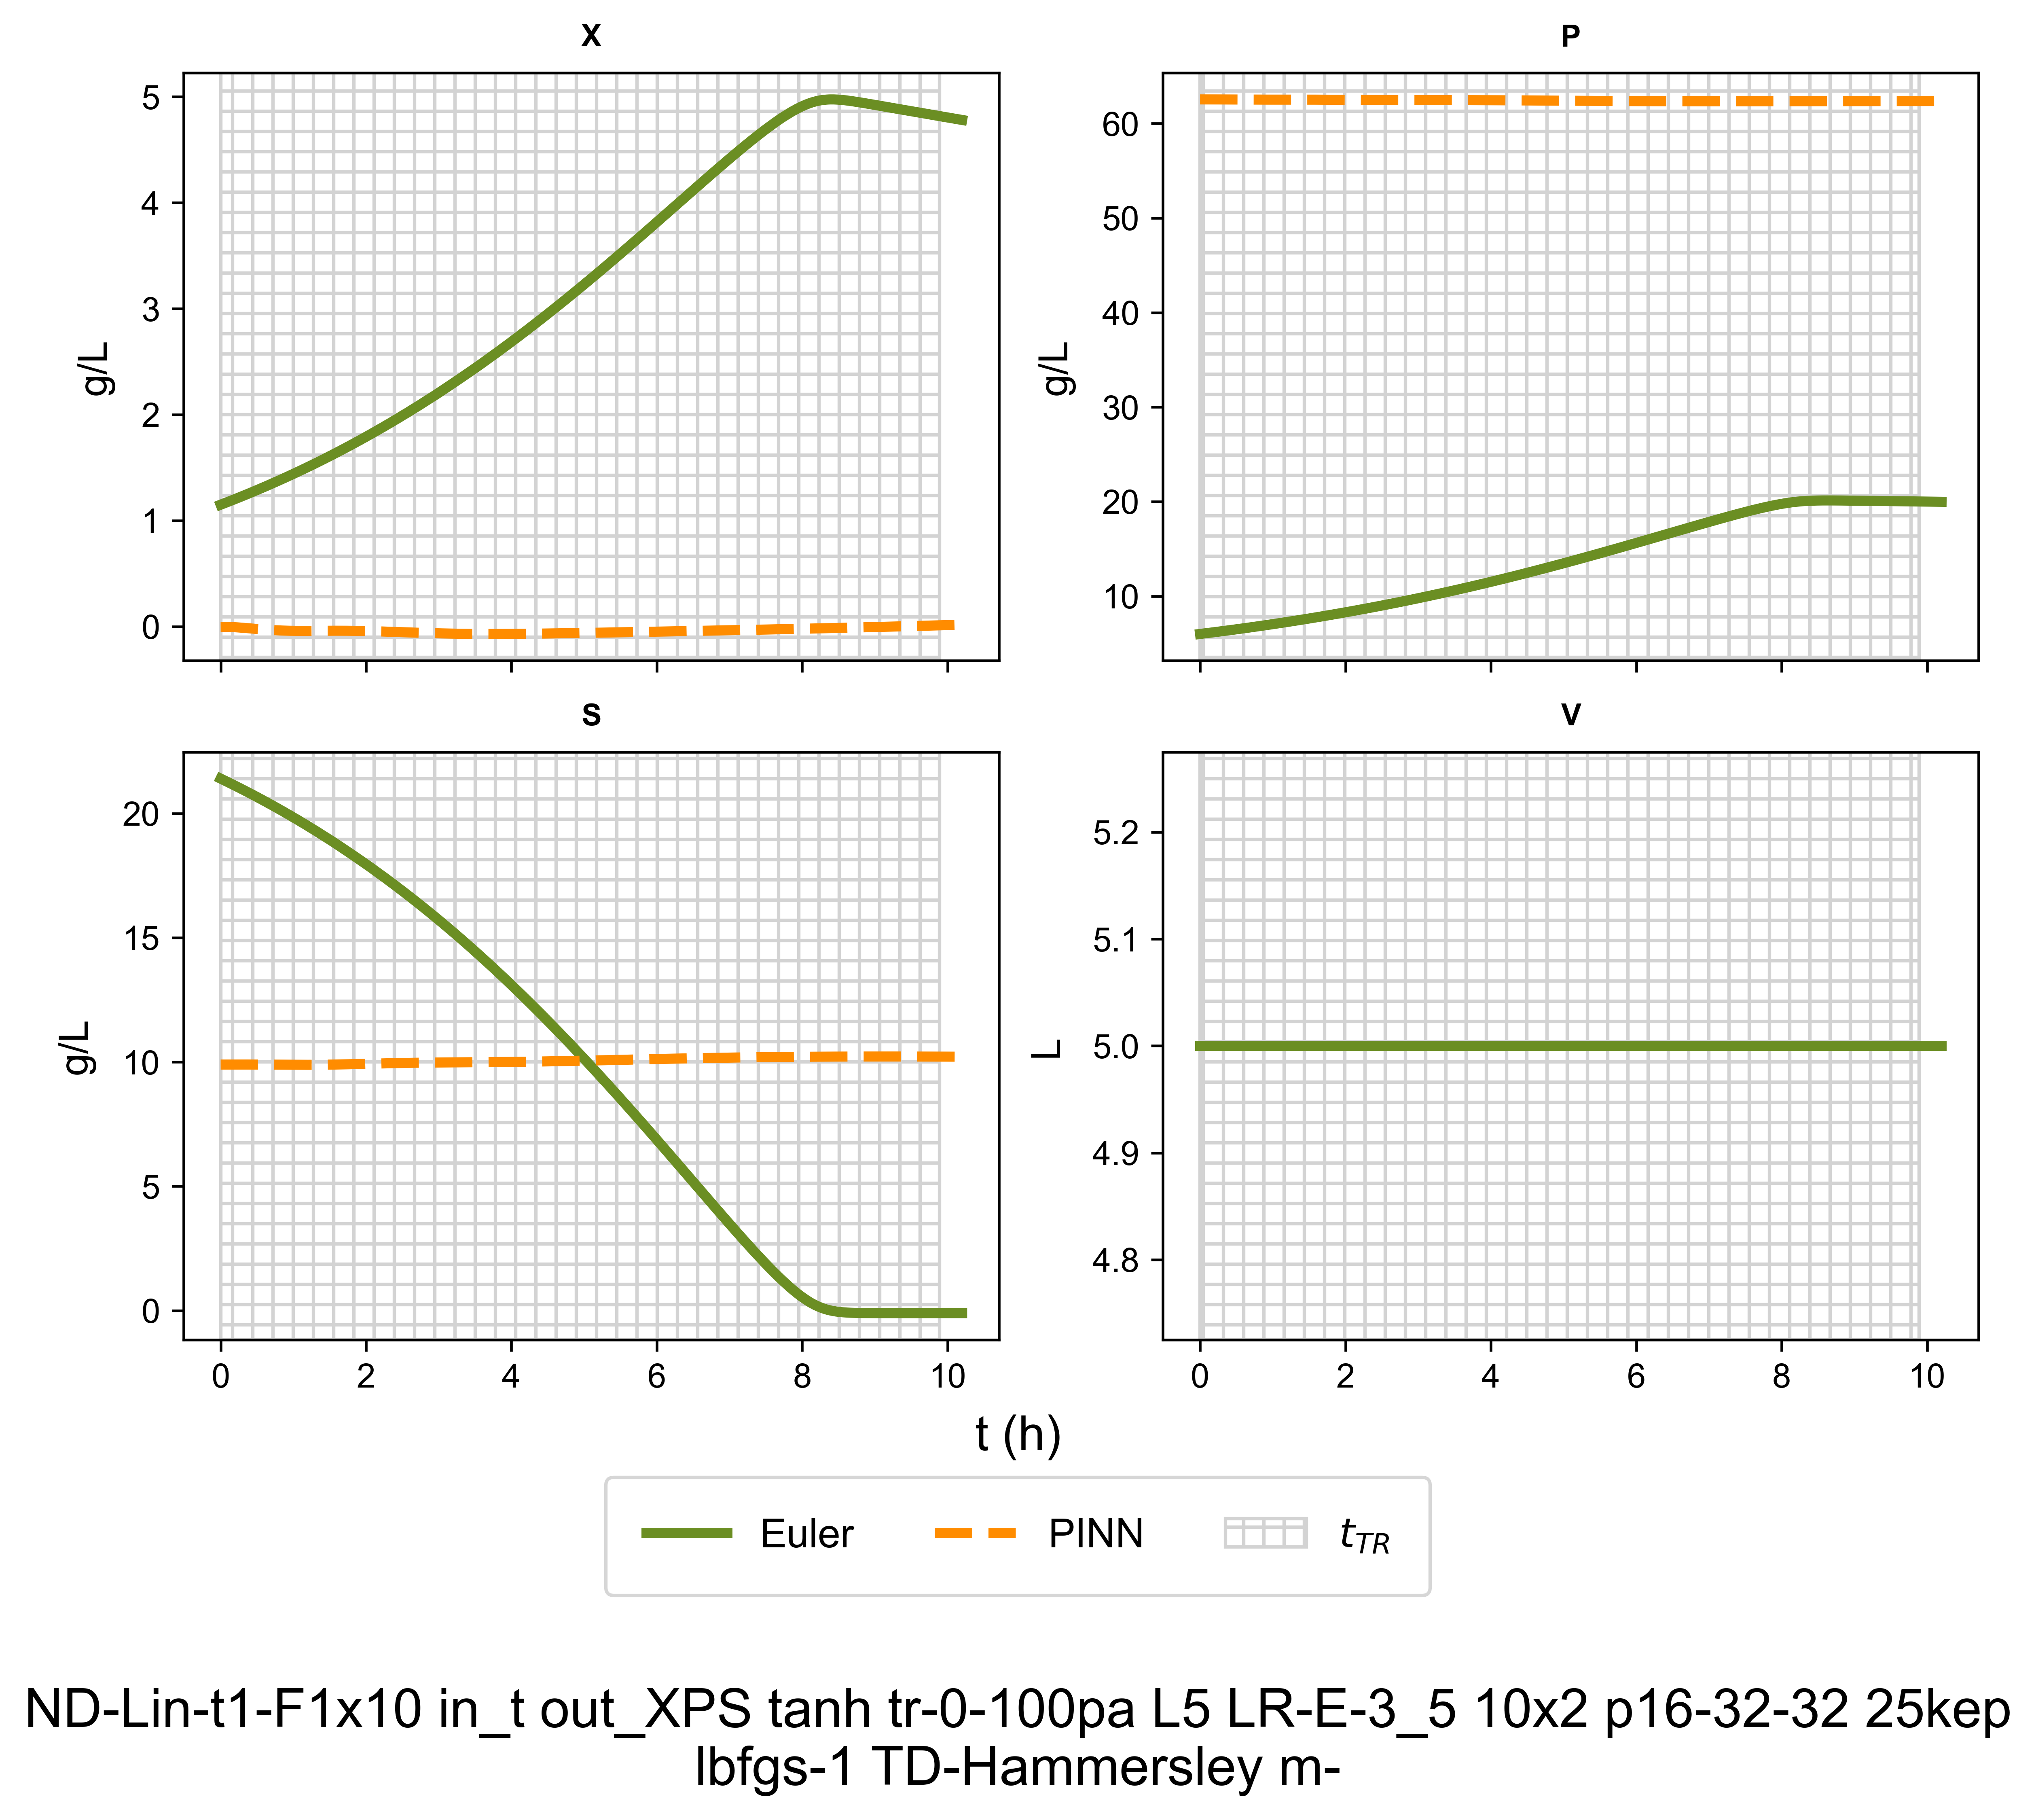 X
P
5
4
3
2
1
0
g/L
60
50
40
30
20
10
g/L
S
V
20
15
10
5
0
g/L
5.2
5.1
5.0
4.9
4.8
L
0 2 4 6 8 10
0 2 4 6 8 10
t (h)
Euler PINN t_TR
ND-Lin-t1-F1x10 in_t out_XPS tanh tr-0-100pa L5 LR-E-3_5 10x2 p16-32-32 25kep
lbfgs-1 TD-Hammersley m-